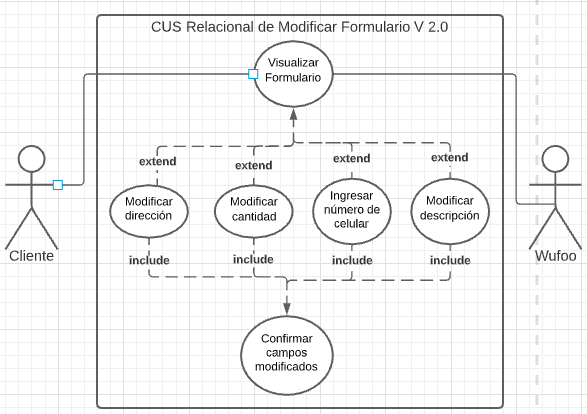 CUS Relacional de Modificar Formulario V 2.0
Visualizar
Formulario
extend
extend
extend
extend
Modificar
dirección
Modificar
cantidad
Ingresar
número de
celular
Modificar
descripción
Cliente
Wufoo
include
include
include
include
Confirmar
campos
modificados